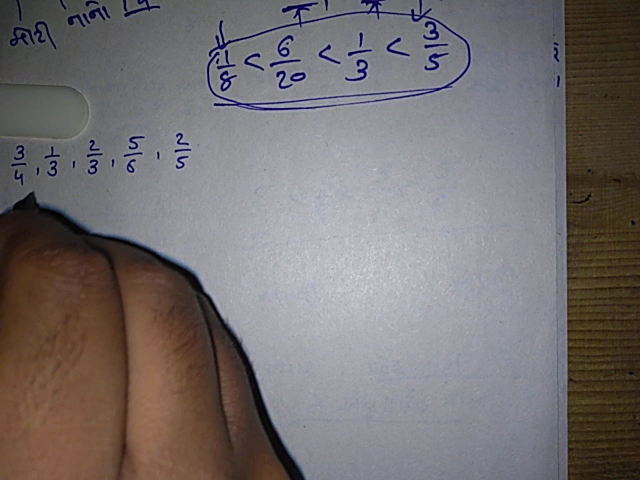 મોટી નાનો
1/8 < 6/20 < 1/3 < 3/5
3/4, 1/3, 2/3, 5/6, 2/5